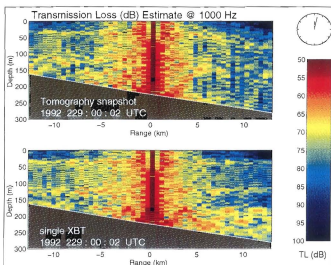 Transmission Loss (dB) Estimate @ 1000 Hz
0
50
100
150
200
250
300
Depth (m)
Tomography snapshot
1992 229 : 00 : 02 UTC
-10 -5 0 5 10
Range (km)
0
50
100
150
200
250
300
Depth (m)
single XBT
1992 229 : 00 : 02 UTC
-10 -5 0 5 10
Range (km)
50
55
60
65
70
75
80
85
90
95
100
TL (dB)